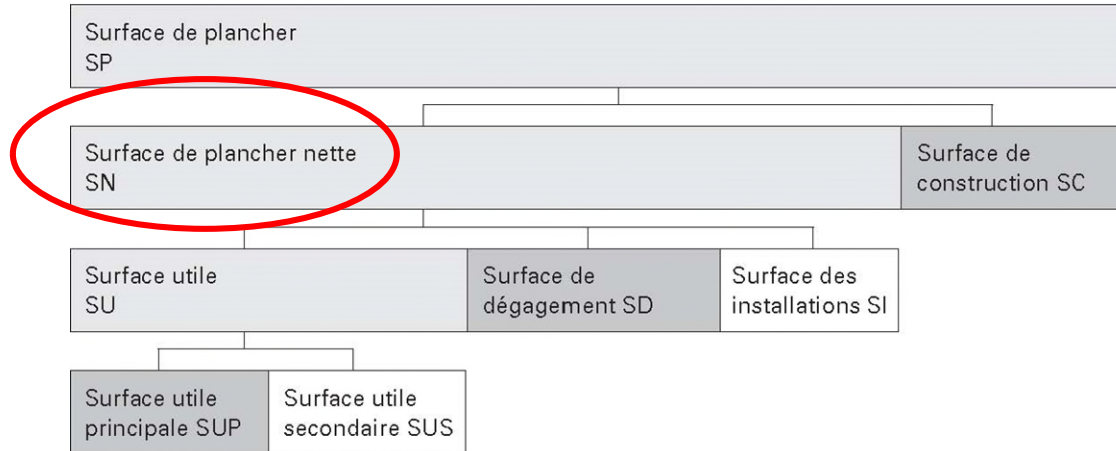 Surface de plancher
SP
Surface de plancher nette
SN
Surface de
construction SC
Surface utile
SU
Surface de
dégagement SD
Surface des
installations SI
Surface utile
principale SUP
Surface utile
secondaire SUS